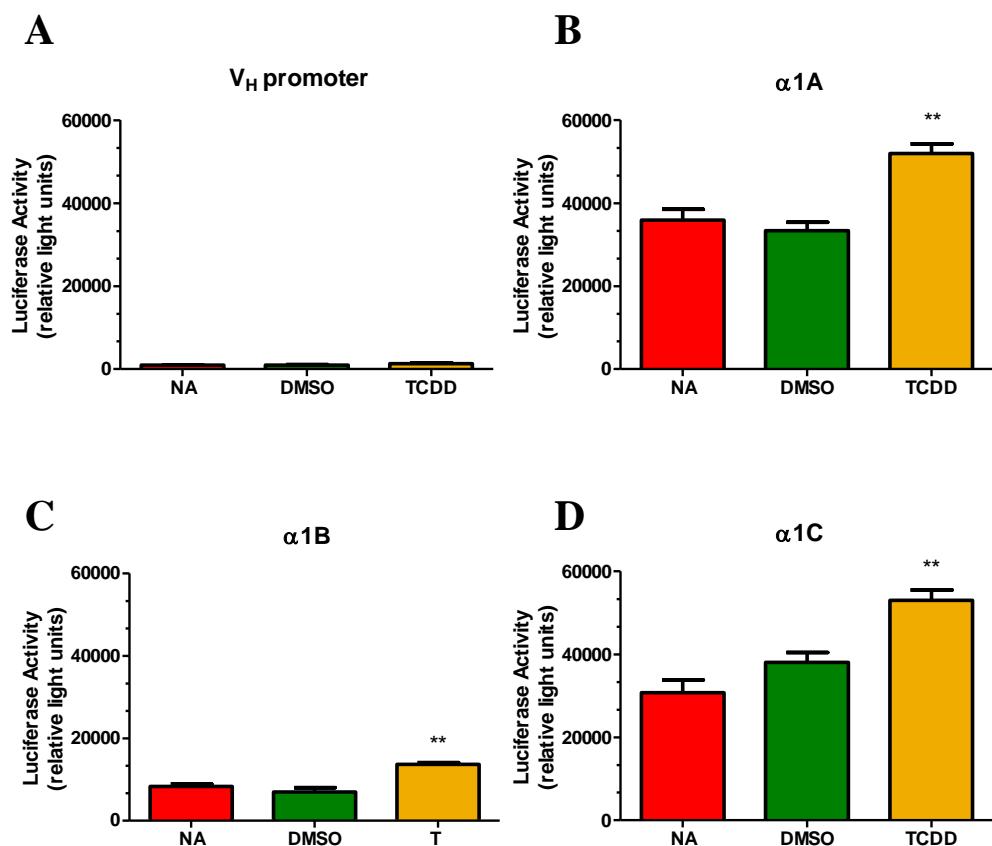 A
V_H promoter
Luciferase Activity
(relative light units)
60000
40000
20000
0
NA DMSO TCDD
B
α1A
Luciferase Activity
(relative light units)
60000
40000
20000
0
**
NA DMSO TCDD
C
α1B
Luciferase Activity
(relative light units)
60000
40000
20000
0
**
NA DMSO T
D
α1C
Luciferase Activity
(relative light units)
60000
40000
20000
0
**
NA DMSO TCDD